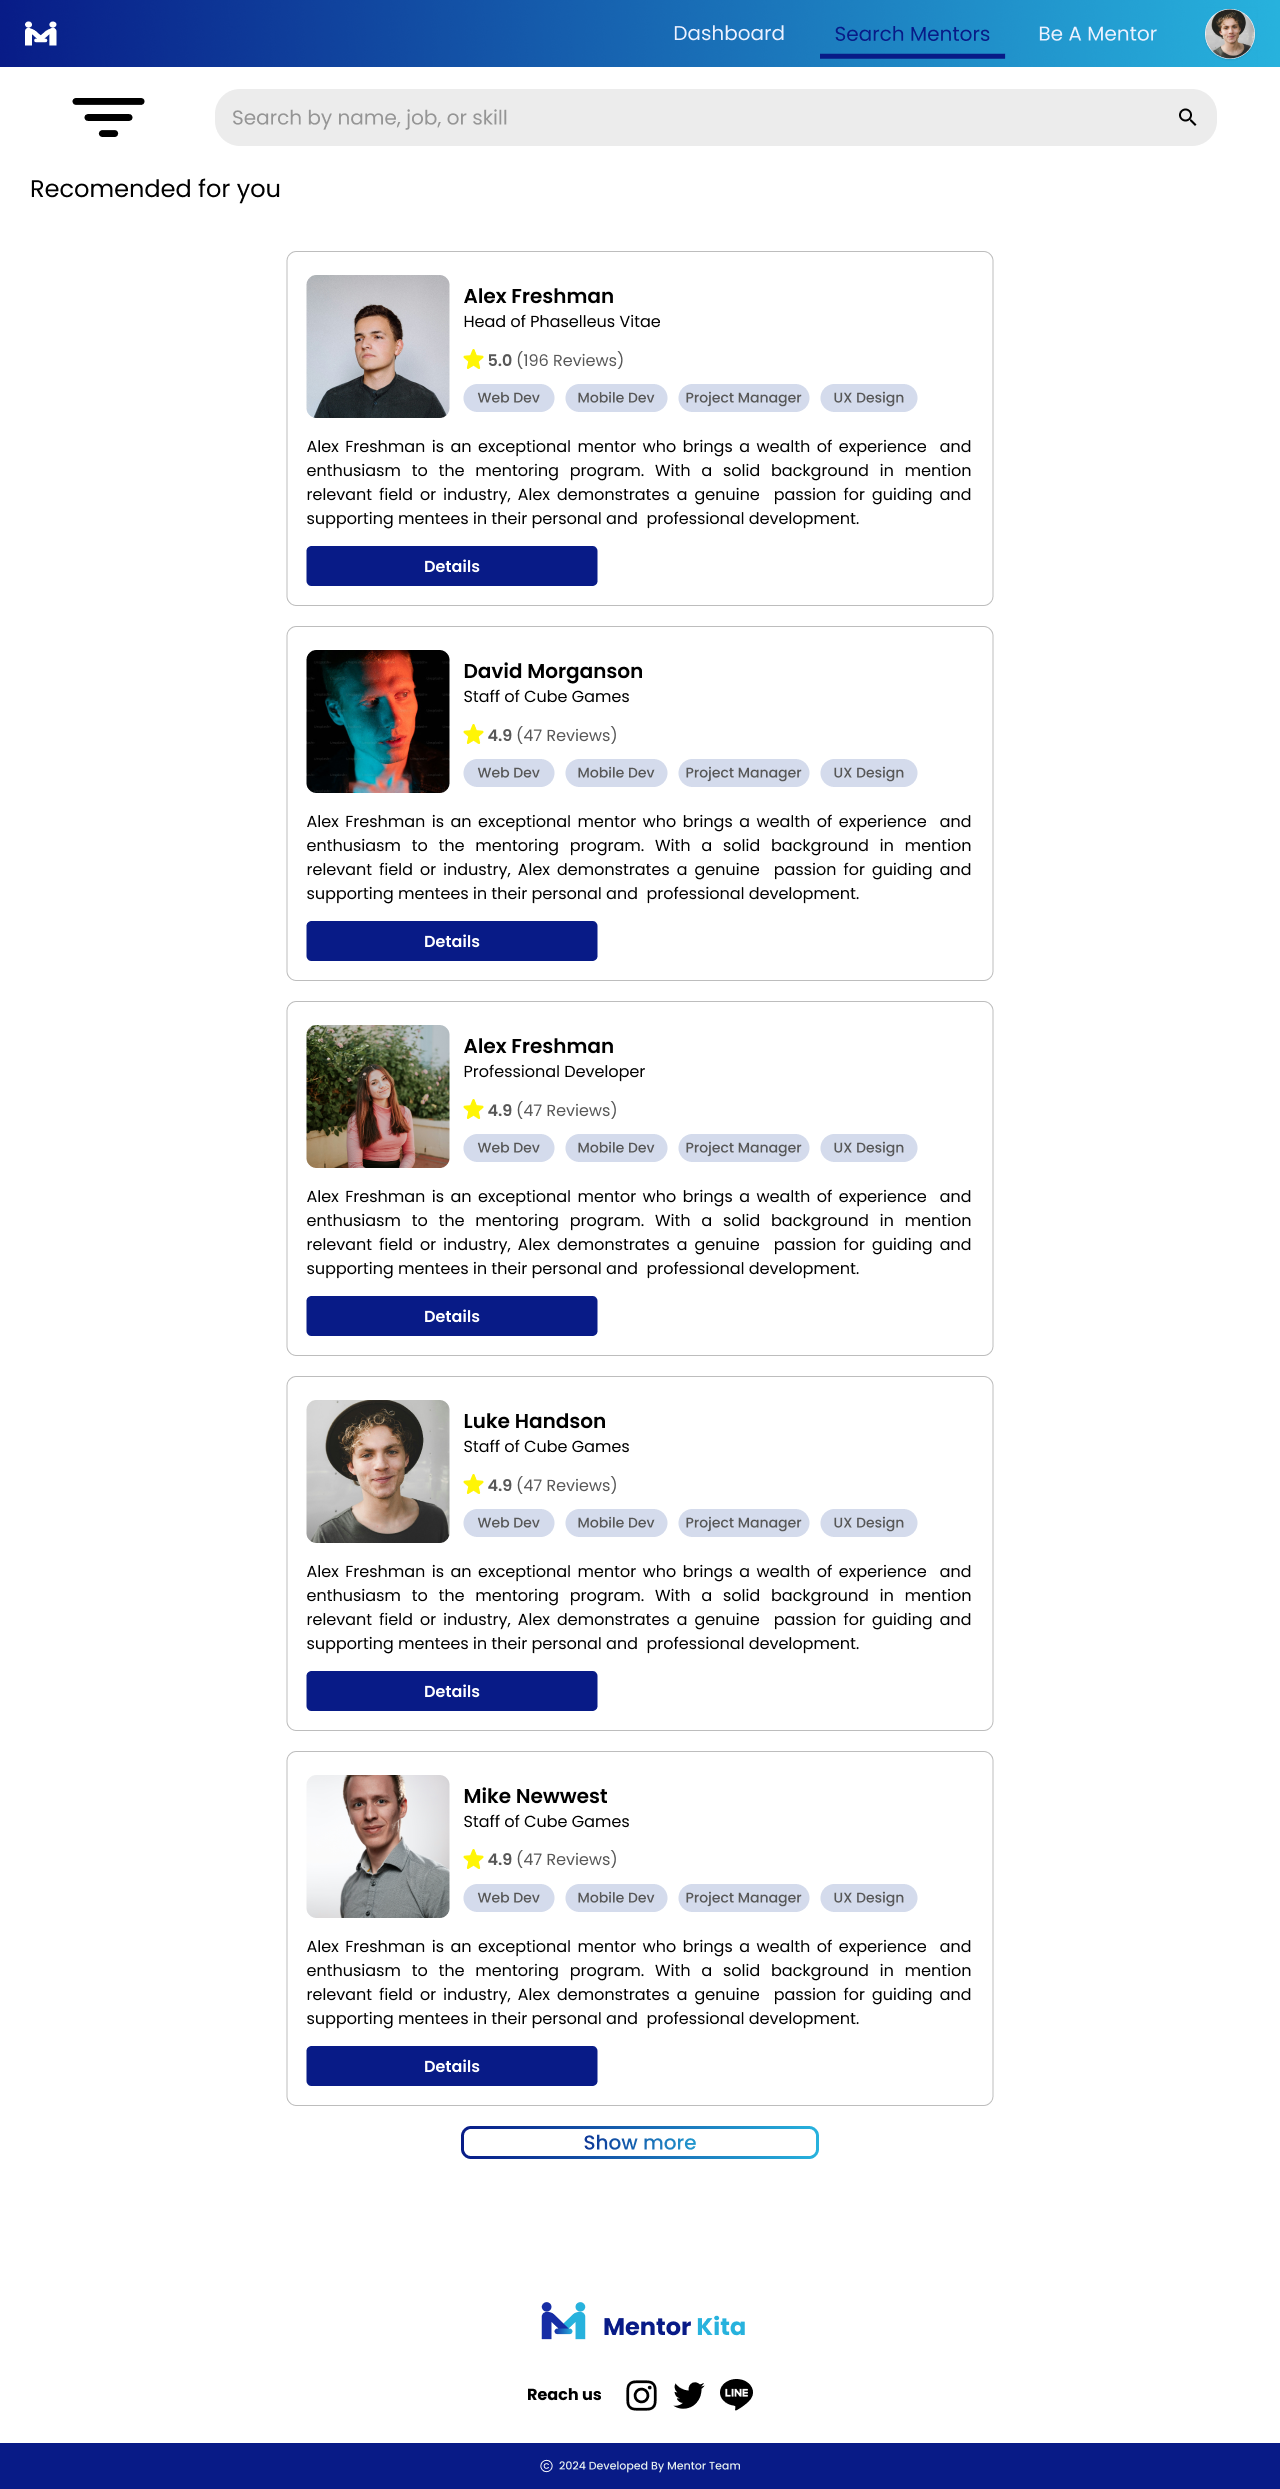 Dashboard
Search Mentors
Be A Mentor
Search by name, job, or skill
Recomended for you
Alex Freshman
Head of Phaselleus Vitae
5.0 (196 Reviews)
Web Dev
Mobile Dev
Project Manager
UX Design
Alex Freshman is an exceptional mentor who brings a wealth of experience and
enthusiasm to the mentoring program. With a solid background in mention
relevant field or industry, Alex demonstrates a genuine passion for guiding and
supporting mentees in their personal and professional development.
Details
David Morganson
Staff of Cube Games
4.9 (47 Reviews)
Web Dev
Mobile Dev
Project Manager
UX Design
Alex Freshman is an exceptional mentor who brings a wealth of experience and
enthusiasm to the mentoring program. With a solid background in mention
relevant field or industry, Alex demonstrates a genuine passion for guiding and
supporting mentees in their personal and professional development.
Details
Alex Freshman
Professional Developer
4.9 (47 Reviews)
Web Dev
Mobile Dev
Project Manager
UX Design
Alex Freshman is an exceptional mentor who brings a wealth of experience and
enthusiasm to the mentoring program. With a solid background in mention
relevant field or industry, Alex demonstrates a genuine passion for guiding and
supporting mentees in their personal and professional development.
Details
Luke Handson
Staff of Cube Games
4.9 (47 Reviews)
Web Dev
Mobile Dev
Project Manager
UX Design
Alex Freshman is an exceptional mentor who brings a wealth of experience and
enthusiasm to the mentoring program. With a solid background in mention
relevant field or industry, Alex demonstrates a genuine passion for guiding and
supporting mentees in their personal and professional development.
Details
Mike Newwest
Staff of Cube Games
4.9 (47 Reviews)
Web Dev
Mobile Dev
Project Manager
UX Design
Alex Freshman is an exceptional mentor who brings a wealth of experience and
enthusiasm to the mentoring program. With a solid background in mention
relevant field or industry, Alex demonstrates a genuine passion for guiding and
supporting mentees in their personal and professional development.
Details
Show more
Mentor Kita
Reach us
LINE
© 2024 Developed By Mentor Team